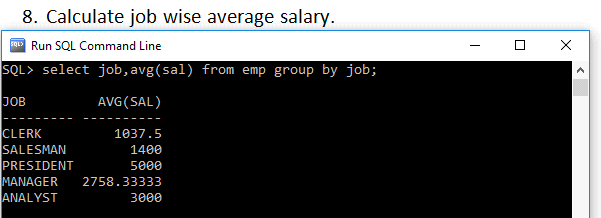 8. Calculate job wise average salary.
Run SQL Command Line
SQL> select job,avg(sal) from emp group by job;
JOB AVG(SAL)
--------- ----------
CLERK 1037.5
SALESMAN 1400
PRESIDENT 5000
MANAGER 2758.33333
ANALYST 3000